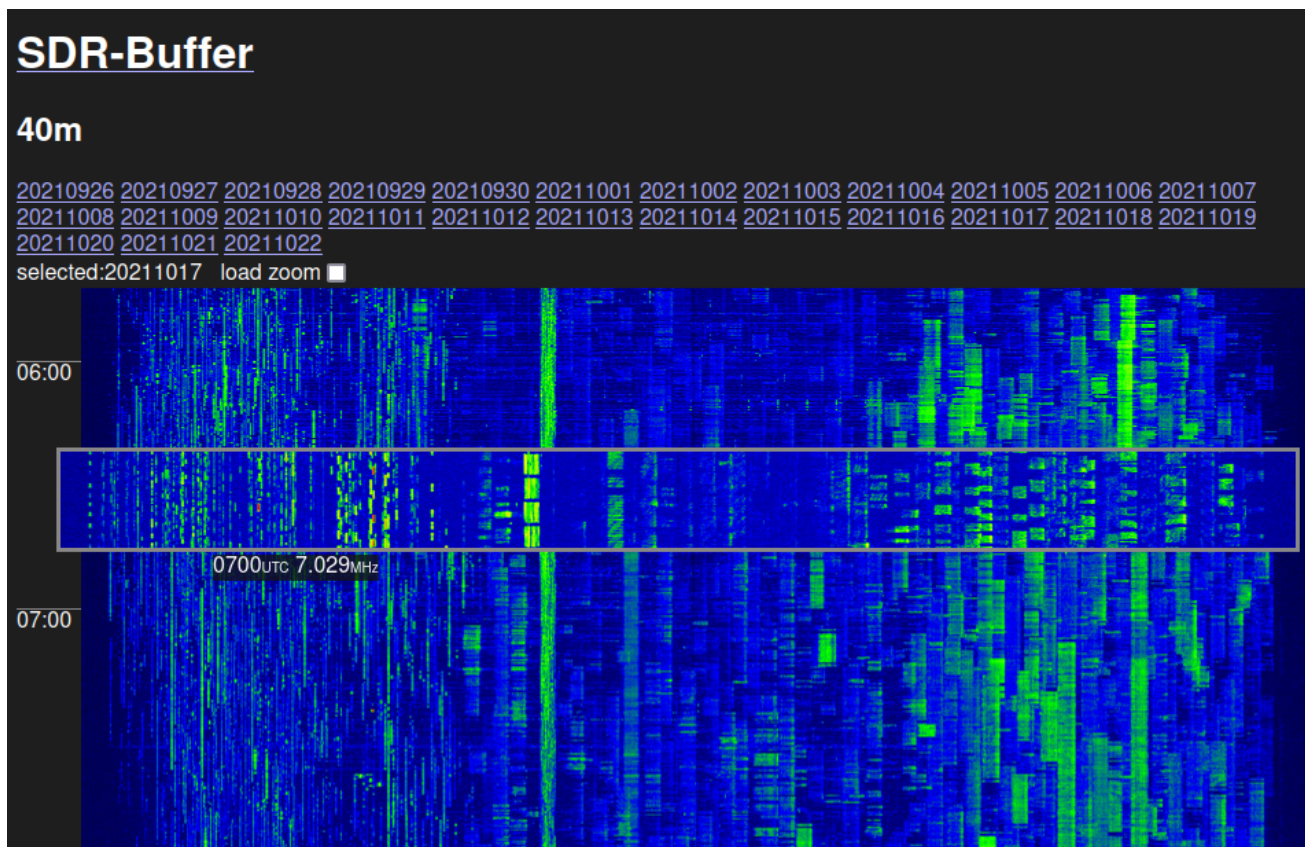 SDR-Buffer
40m
20210926 20210927 20210928 20210929 20210930 20211001 20211002 20211003 20211004 20211005 20211006 20211007
20211008 20211009 20211010 20211011 20211012 20211013 20211014 20211015 20211016 20211017 20211018 20211019
20211020 20211021 20211022
selected:20211017 load zoom
06:00
0700UTC 7.029MHz
07:00